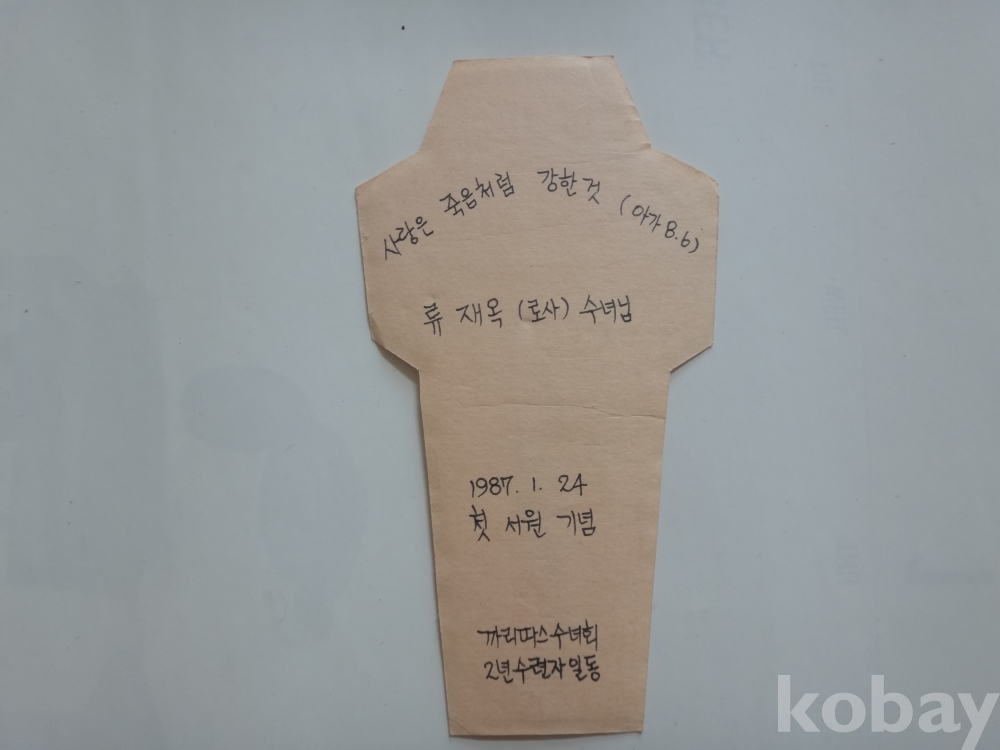 사랑은 죽음처럼 강한것 (아가 8.6)
류 재옥 (로사) 수녀님
1987. 1. 24
첫 서원 기념
까리따스수녀회
2년수련자일동
kobay